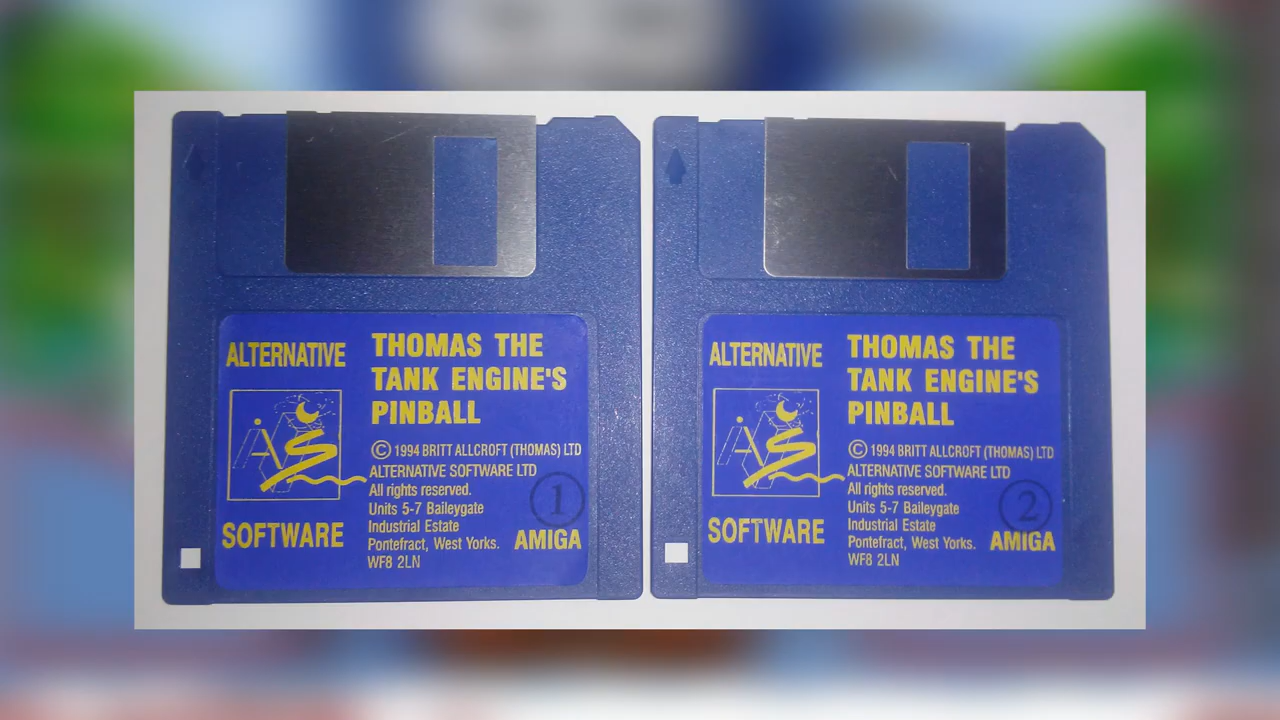 ALTERNATIVE
AS
SOFTWARE
THOMAS THE
TANK ENGINE'S
PINBALL
© 1994 BRITT ALLCROFT (THOMAS) LTD
ALTERNATIVE SOFTWARE LTD
All rights reserved.
Units 5-7 Baileygate
Industrial Estate
Pontefract, West Yorks.
WF8 2LN
1
AMIGA
ALTERNATIVE
AS
SOFTWARE
THOMAS THE
TANK ENGINE'S
PINBALL
© 1994 BRITT ALLCROFT (THOMAS) LTD
ALTERNATIVE SOFTWARE LTD
All rights reserved.
Units 5-7 Baileygate
Industrial Estate
Pontefract, West Yorks.
WF8 2LN
2
AMIGA